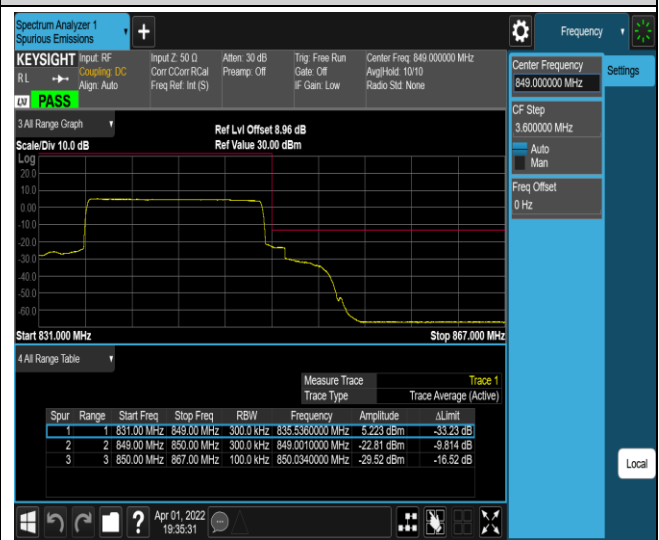 Spectrum Analyzer 1
Spurious Emissions
+
Frequency
KEYSIGHT
Input: RF
Coupling: DC
Align: Auto
Input Z: 50 Ω
Corr CCorr RCal
Freq Ref: Int (S)
Atten: 30 dB
Preamp: Off
Trig: Free Run
Gate: Off
IF Gain: Low
Center Freq: 849.000000 MHz
Avg|Hold: 10/10
Radio Std: None
RL
LXI
PASS
Center Frequency
849.000000 MHz
Settings
CF Step
3.600000 MHz
Auto
Man
Freq Offset
0 Hz
3 All Range Graph
Scale/Div 10.0 dB
Ref Lvl Offset 8.96 dB
Ref Value 30.00 dBm
Log
20.0
10.0
0.00
-10.0
-20.0
-30.0
-40.0
-50.0
-60.0
Start 831.000 MHz
Stop 867.000 MHz
4 All Range Table
Measure Trace Trace 1
Trace Type Trace Average (Active)
Spur Range Start Freq Stop Freq RBW Frequency Amplitude ΔLimit
1 1 831.00 MHz 849.00 MHz 300.0 kHz 835.5360000 MHz 5.223 dBm -33.23 dB
2 2 849.00 MHz 850.00 MHz 300.0 kHz 849.0010000 MHz -22.81 dBm -9.814 dB
3 3 850.00 MHz 867.00 MHz 100.0 kHz 850.0340000 MHz -29.52 dBm -16.52 dB
Local
?
Apr 01, 2022
19:35:31